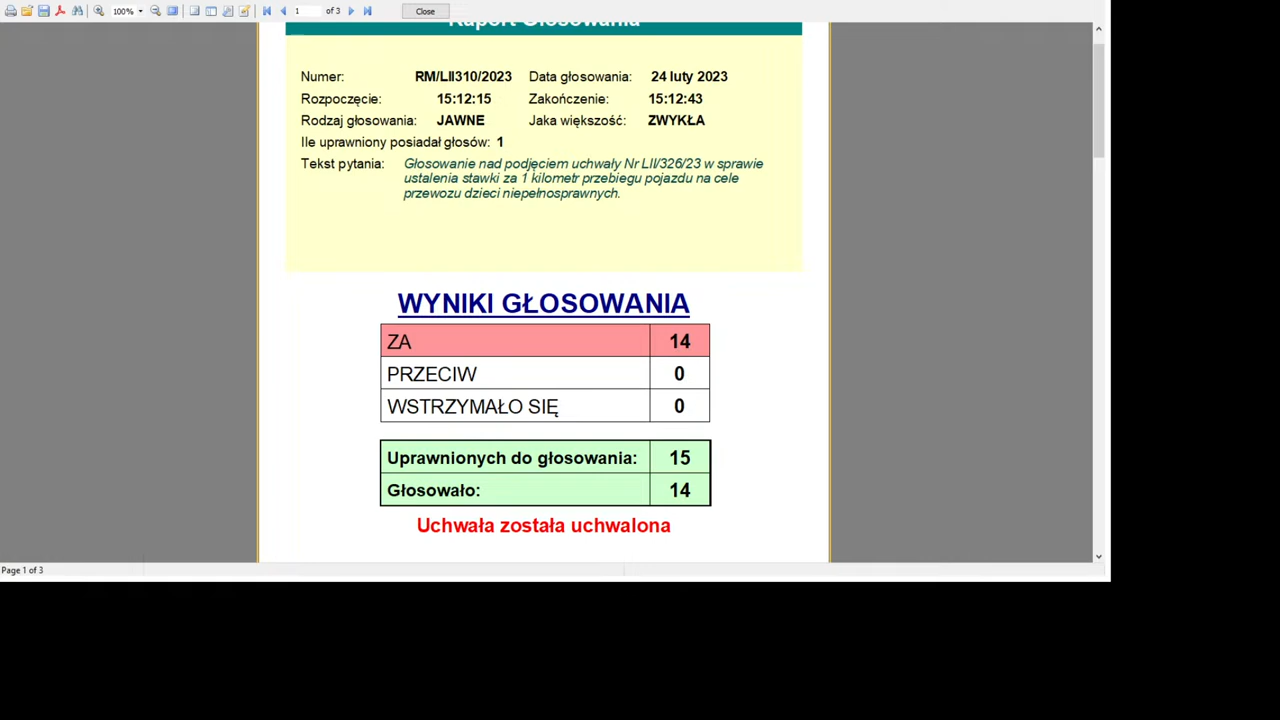 100%
1 of 3
Close
Raport Głosowania
Numer: RM/LII310/2023 Data głosowania: 24 luty 2023
Rozpoczęcie: 15:12:15 Zakończenie: 15:12:43
Rodzaj głosowania: JAWNE Jaka większość: ZWYKŁA
Ile uprawniony posiadał głosów: 1
Tekst pytania: Głosowanie nad podjęciem uchwały Nr LII/326/23 w sprawie
ustalenia stawki za 1 kilometr przebiegu pojazdu na cele
przewozu dzieci niepełnosprawnych.
WYNIKI GŁOSOWANIA
ZA 14
PRZECIW 0
WSTRZYMAŁO SIĘ 0
Uprawnionych do głosowania: 15
Głosowało: 14
Uchwała została uchwalona
Page 1 of 3